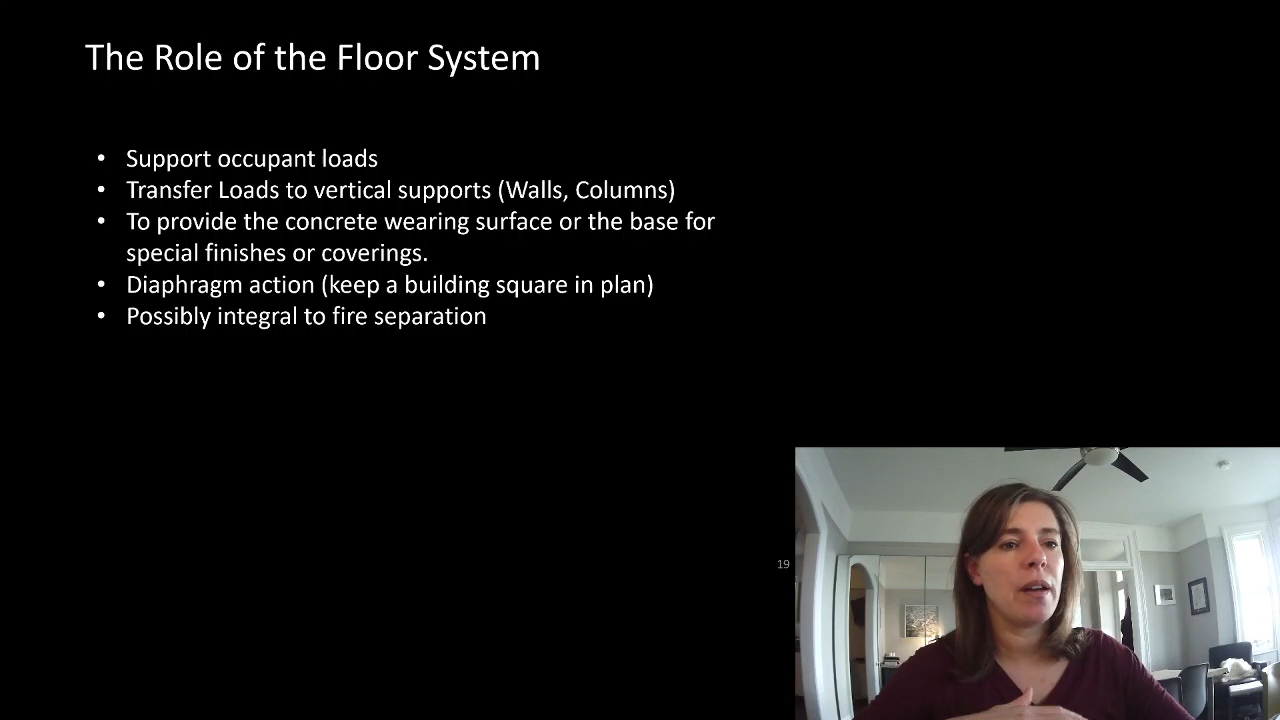 The Role of the Floor System
• Support occupant loads
• Transfer Loads to vertical supports (Walls, Columns)
• To provide the concrete wearing surface or the base for
special finishes or coverings.
• Diaphragm action (keep a building square in plan)
• Possibly integral to fire separation
19